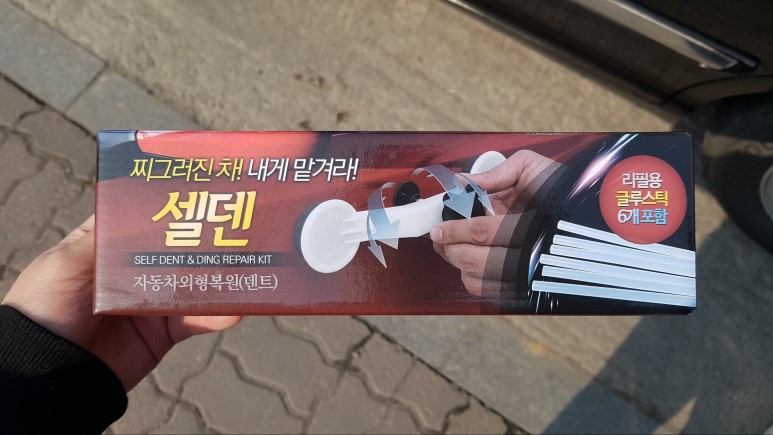 찌그러진 차! 내게 맡겨라!
셀덴
SELF DENT & DING REPAIR KIT
자동차외형복원(덴트)
리필용
글루스틱
6개 포함